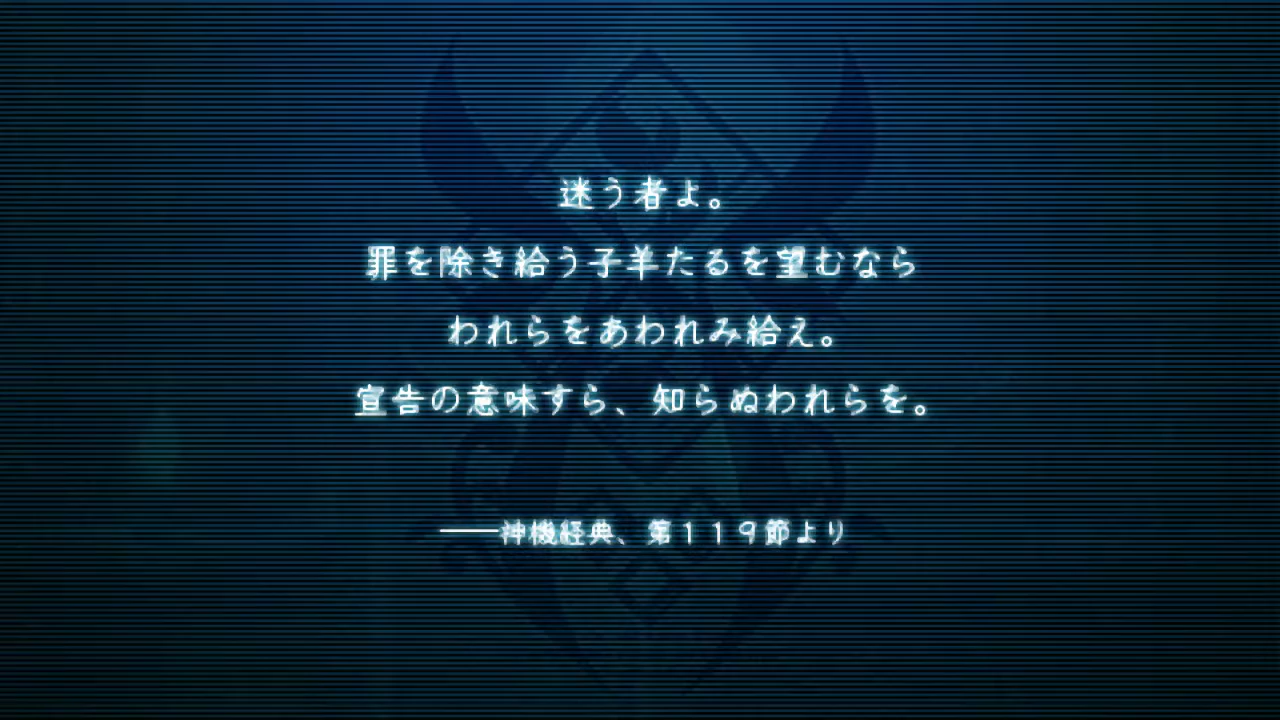 迷う者よ。
罪を除き給う子羊たるを望むなら
われらをあわれみ給え。
宣告の意味すら、知らぬわれらを。
――神機経典、第１１９節より